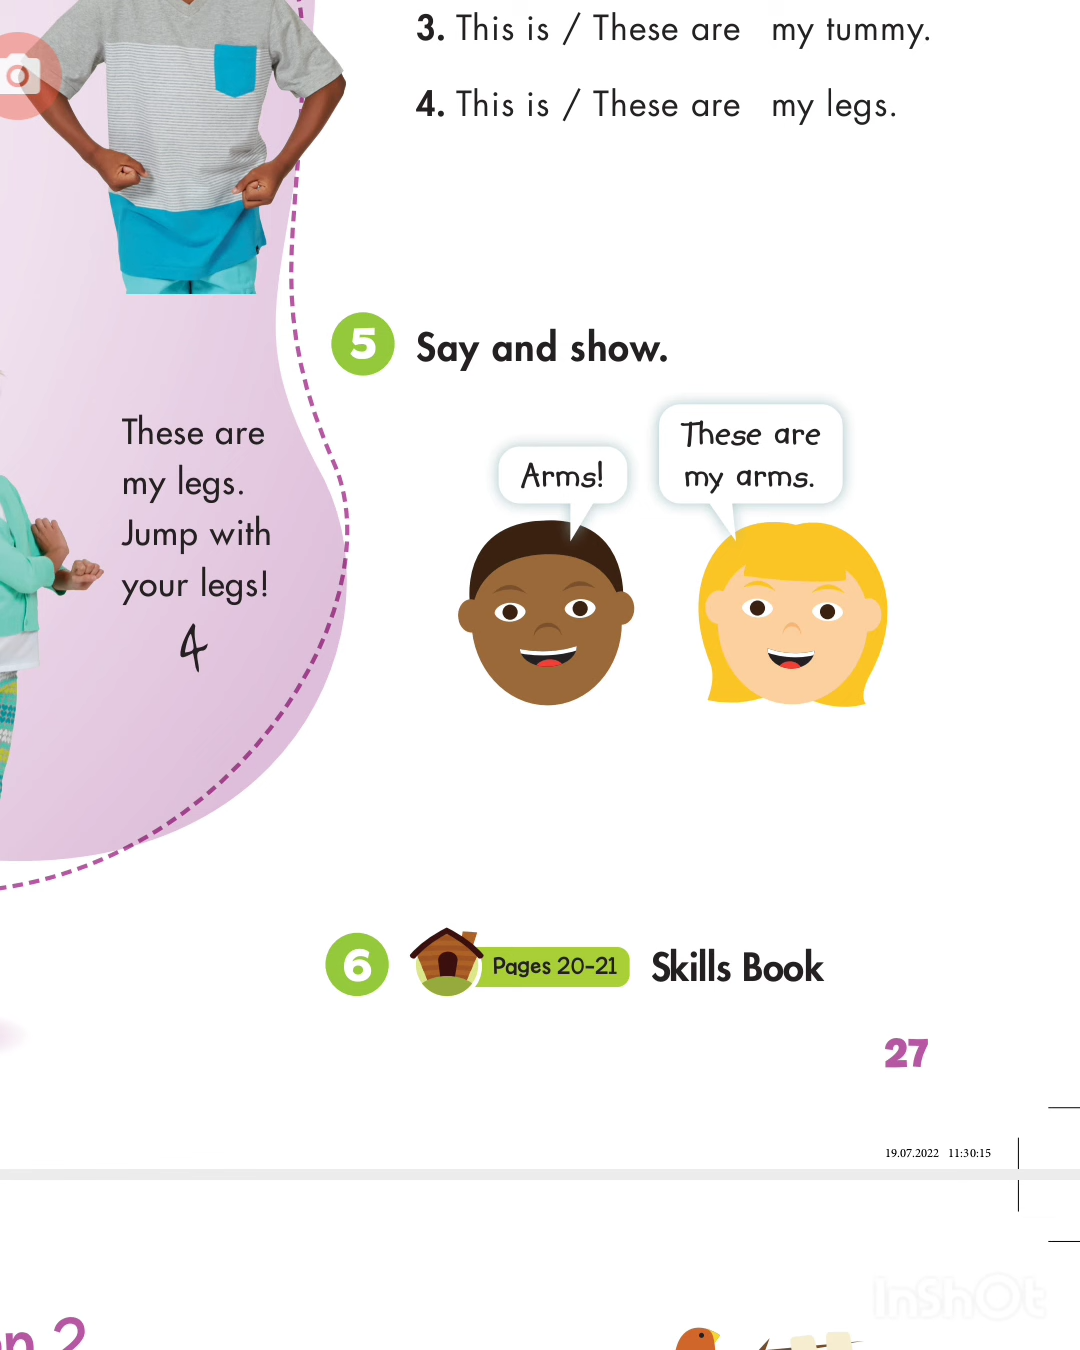 3. This is / These are my tummy.
4. This is / These are my legs.
5 Say and show.
These are
my legs.
Jump with
your legs!
4
Arms!
These are
my arms.
6 Pages 20-21 Skills Book
27
19.07.2022 11:30:15
InShOt
2